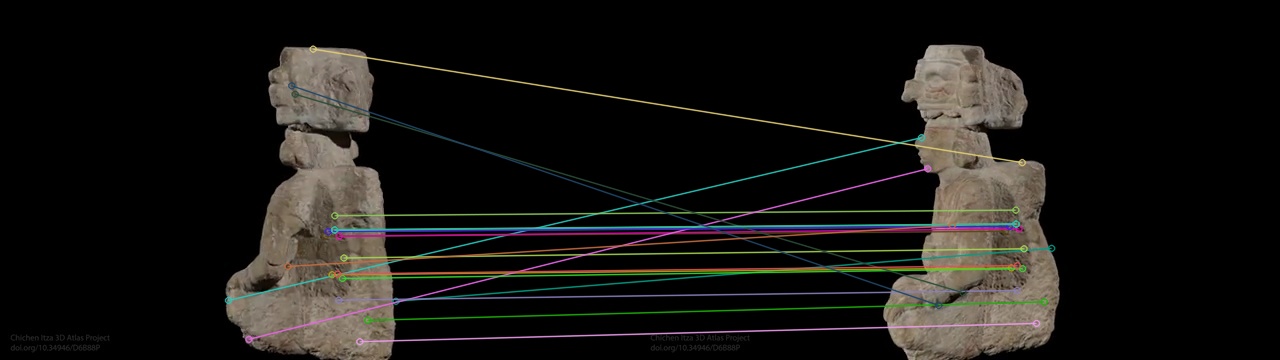 Chichen Itza 3D Atlas Project
doi.org/10.34946/D6B88P
Chichen Itza 3D Atlas Project
doi.org/10.34946/D6B88P